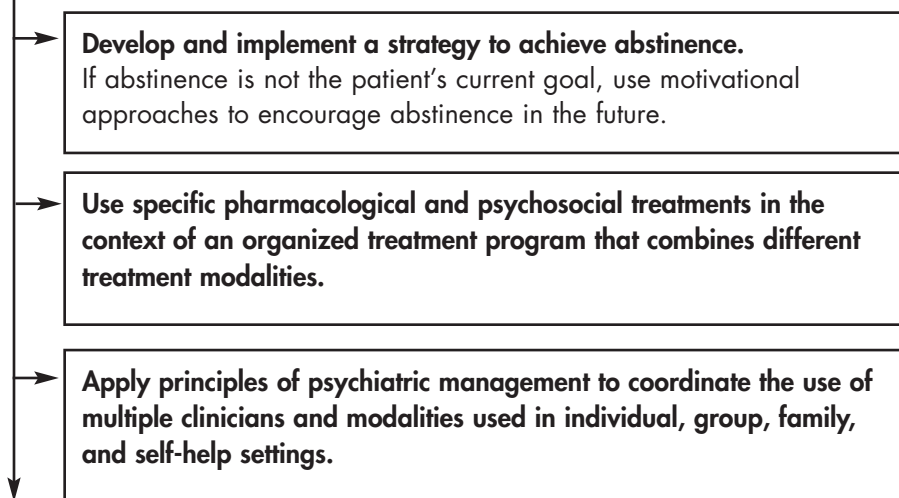 Develop and implement a strategy to achieve abstinence.
If abstinence is not the patient’s current goal, use motivational
approaches to encourage abstinence in the future.
Use specific pharmacological and psychosocial treatments in the
context of an organized treatment program that combines different
treatment modalities.
Apply principles of psychiatric management to coordinate the use of
multiple clinicians and modalities used in individual, group, family,
and self-help settings.